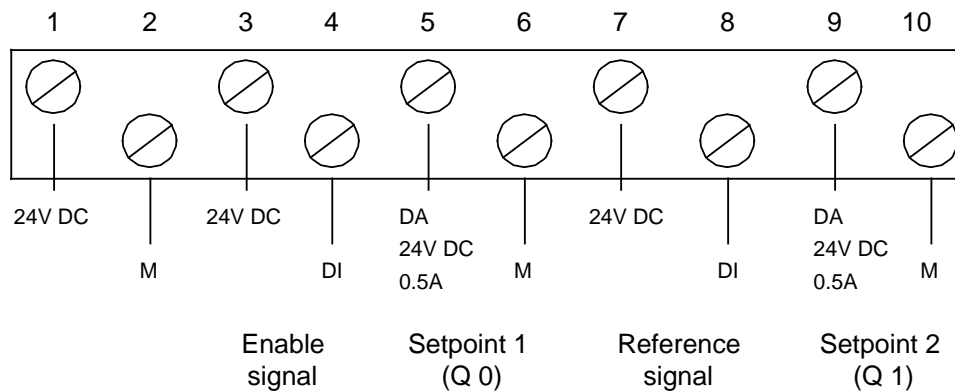 1 2 3 4 5 6 7 8 9 10
24V DC 24V DC DA 24V DC DA
24V DC 24V DC
M DI M DI M
0.5A 0.5A
Enable Setpoint 1 Reference Setpoint 2
signal (Q 0) signal (Q 1)